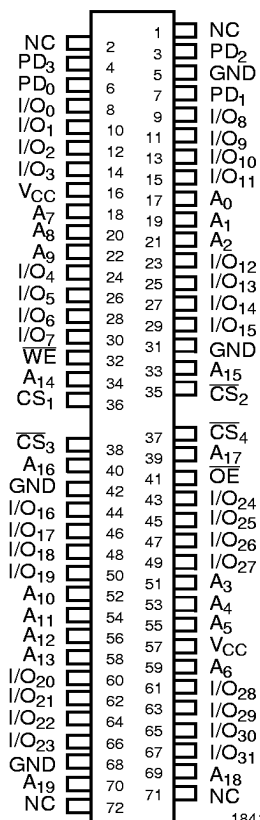 1 NC
NC 2
3 PD₂
PD₃ 4
5 GND
PD₀ 6
7 PD₁
I/O₀ 8
9 I/O₈
I/O₁ 10
11 I/O₉
I/O₂ 12
13 I/O₁₀
I/O₃ 14
15 I/O₁₁
V_CC 16
17 A₀
A₇ 18
19 A₁
A₈ 20
21 A₂
A₉ 22
23 I/O₁₂
I/O₄ 24
25 I/O₁₃
I/O₅ 26
27 I/O₁₄
I/O₆ 28
29 I/O₁₅
I/O₇ 30
31 GND
W̅E̅ 32
33 A₁₅
A₁₄ 34
35 C̅S̅₂
CS₁ 36
37 C̅S̅₄
C̅S̅₃ 38
39 A₁₇
A₁₆ 40
41 O̅E̅
GND 42
43 I/O₂₄
I/O₁₆ 44
45 I/O₂₅
I/O₁₇ 46
47 I/O₂₆
I/O₁₈ 48
49 I/O₂₇
I/O₁₉ 50
51 A₃
A₁₀ 52
53 A₄
A₁₁ 54
55 A₅
A₁₂ 56
57 V_CC
A₁₃ 58
59 A₆
I/O₂₀ 60
61 I/O₂₈
I/O₂₁ 62
63 I/O₂₉
I/O₂₂ 64
65 I/O₃₀
I/O₂₃ 66
67 I/O₃₁
GND 68
69 A₁₈
A₁₉ 70
71 NC
NC 72